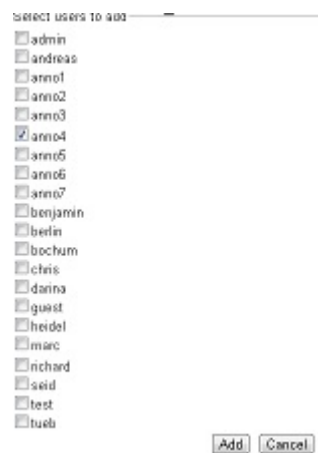 Select users to add
admin
andreas
anno1
anno2
anno3
anno4
anno5
anno6
anno7
benjamin
berlin
bochum
chris
darina
guest
heidel
marc
richard
seid
test
tueb
Add Cancel